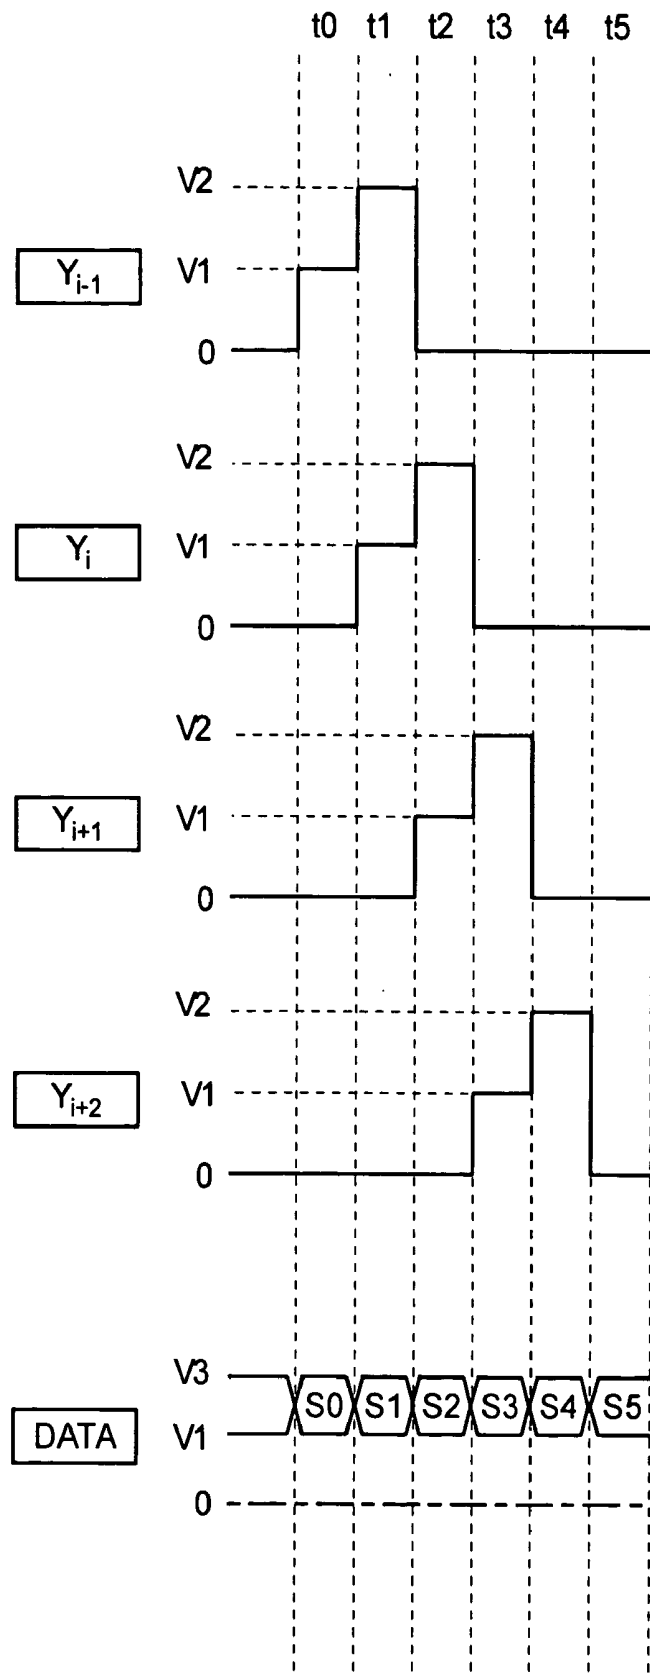 t0 t1 t2 t3 t4 t5
V2
Yi-1
V1
0
V2
Yi
V1
0
V2
Yi+1
V1
0
V2
Yi+2
V1
0
V3
S0 S1 S2 S3 S4 S5
DATA
V1
0